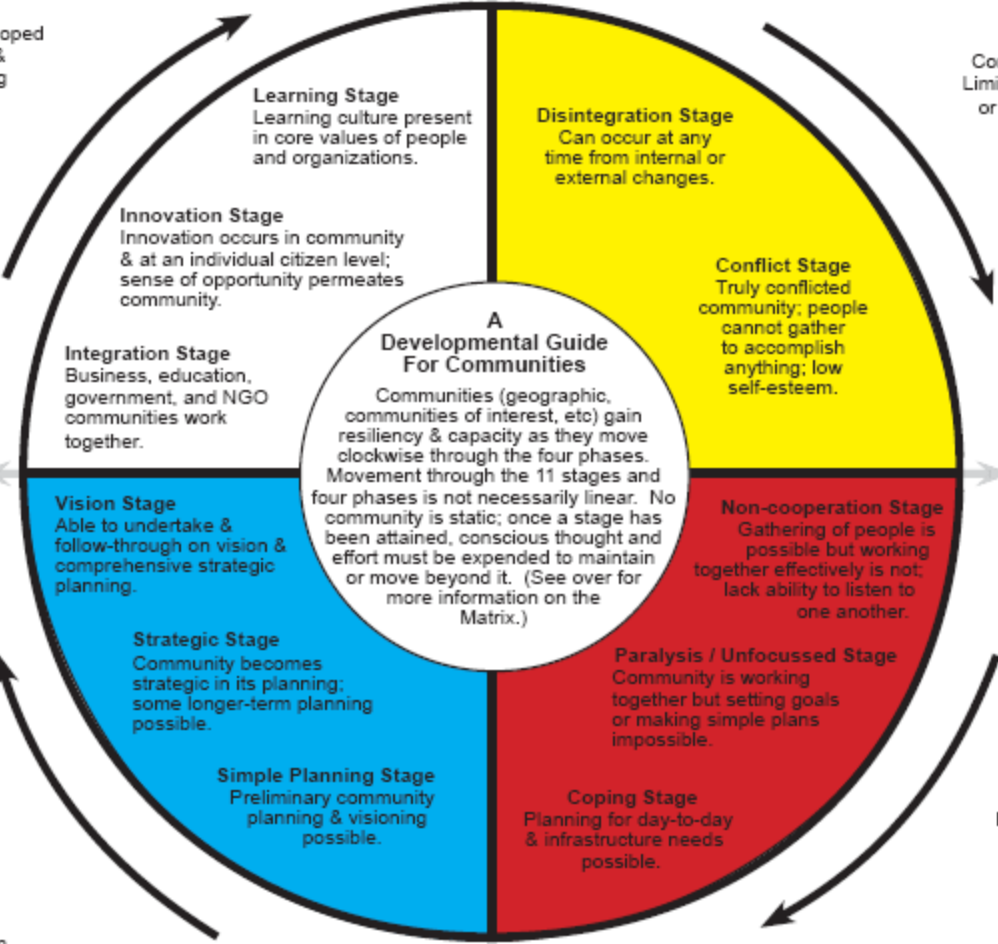 oped
&
g
Learning Stage
Learning culture present
in core values of people
and organizations.
Innovation Stage
Innovation occurs in community
& at an individual citizen level;
sense of opportunity permeates
community.
Integration Stage
Business, education,
government, and NGO
communities work
together.
Disintegration Stage
Can occur at any
time from internal or
external changes.
Conflict Stage
Truly conflicted
community; people
cannot gather
to accomplish
anything; low
self-esteem.
Co
Limi
or
A
Developmental Guide
For Communities
Communities (geographic,
communities of interest, etc) gain
resiliency & capacity as they move
clockwise through the four phases.
Movement through the 11 stages and
four phases is not necessarily linear. No
community is static; once a stage has
been attained, conscious thought and
effort must be expended to maintain
or move beyond it. (See over for
more information on the
Matrix.)
Vision Stage
Able to undertake &
follow-through on vision &
comprehensive strategic
planning.
Strategic Stage
Community becomes
strategic in its planning;
some longer-term planning
possible.
Simple Planning Stage
Preliminary community
planning & visioning
possible.
Non-cooperation Stage
Gathering of people is
possible but working
together effectively is not;
lack ability to listen to
one another.
Paralysis / Unfocussed Stage
Community is working
together but setting goals
or making simple plans
impossible.
Coping Stage
Planning for day-to-day
& infrastructure needs
possible.